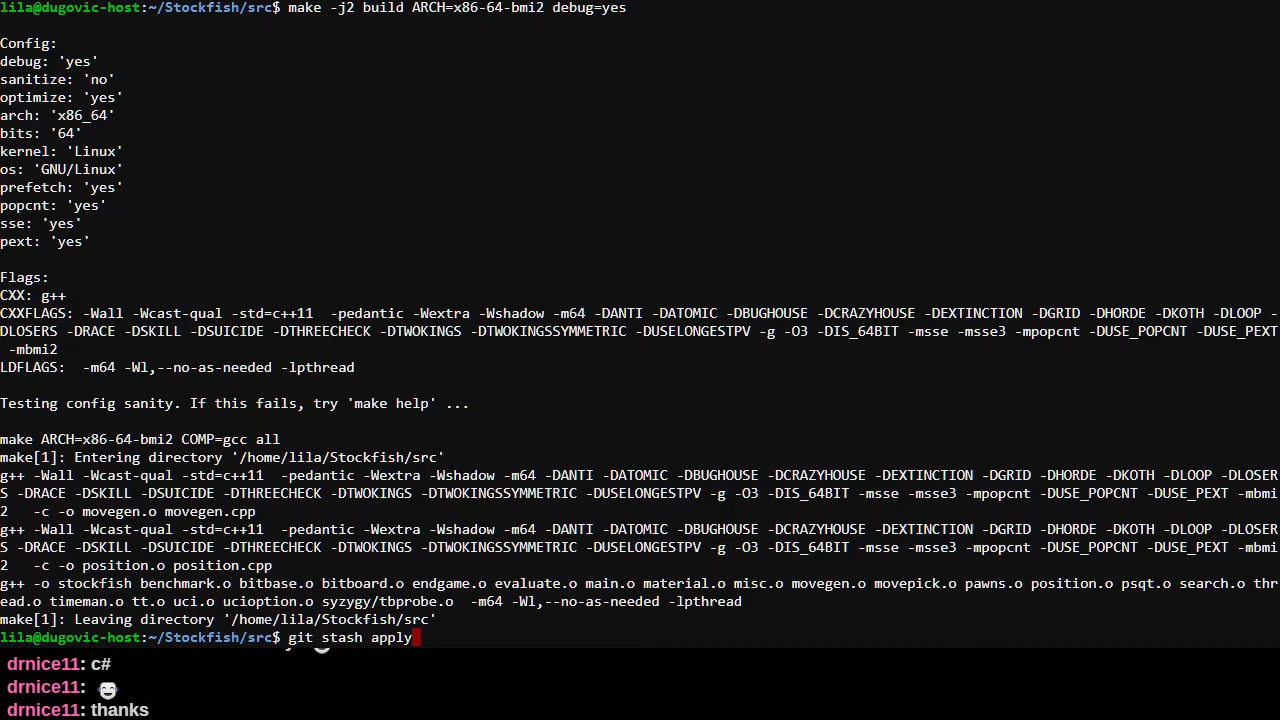 lila@dugovic-host:~/Stockfish/src$ make -j2 build ARCH=x86-64-bmi2 debug=yes
Config:
debug: 'yes'
sanitize: 'no'
optimize: 'yes'
arch: 'x86_64'
bits: '64'
kernel: 'Linux'
os: 'GNU/Linux'
prefetch: 'yes'
popcnt: 'yes'
sse: 'yes'
pext: 'yes'
Flags:
CXX: g++
CXXFLAGS: -Wall -Wcast-qual -std=c++11  -pedantic -Wextra -Wshadow -m64 -DANTI -DATOMIC -DBUGHOUSE -DCRAZYHOUSE -DEXTINCTION -DGRID -DHORDE -DKOTH -DLOOP -
DLOSERS -DRACE -DSKILL -DSUICIDE -DTHREECHECK -DTWOKINGS -DTWOKINGSSYMMETRIC -DUSELONGESTPV -g -O3 -DIS_64BIT -msse -msse3 -mpopcnt -DUSE_POPCNT -DUSE_PEXT
-mbmi2
LDFLAGS:  -m64 -Wl,--no-as-needed -lpthread
Testing config sanity. If this fails, try 'make help' ...
make ARCH=x86-64-bmi2 COMP=gcc all
make[1]: Entering directory '/home/lila/Stockfish/src'
g++ -Wall -Wcast-qual -std=c++11  -pedantic -Wextra -Wshadow -m64 -DANTI -DATOMIC -DBUGHOUSE -DCRAZYHOUSE -DEXTINCTION -DGRID -DHORDE -DKOTH -DLOOP -DLOSER
S -DRACE -DSKILL -DSUICIDE -DTHREECHECK -DTWOKINGS -DTWOKINGSSYMMETRIC -DUSELONGESTPV -g -O3 -DIS_64BIT -msse -msse3 -mpopcnt -DUSE_POPCNT -DUSE_PEXT -mbmi
2   -c -o movegen.o movegen.cpp
g++ -Wall -Wcast-qual -std=c++11  -pedantic -Wextra -Wshadow -m64 -DANTI -DATOMIC -DBUGHOUSE -DCRAZYHOUSE -DEXTINCTION -DGRID -DHORDE -DKOTH -DLOOP -DLOSER
S -DRACE -DSKILL -DSUICIDE -DTHREECHECK -DTWOKINGS -DTWOKINGSSYMMETRIC -DUSELONGESTPV -g -O3 -DIS_64BIT -msse -msse3 -mpopcnt -DUSE_POPCNT -DUSE_PEXT -mbmi
2   -c -o position.o position.cpp
g++ -o stockfish benchmark.o bitbase.o bitboard.o endgame.o evaluate.o main.o material.o misc.o movegen.o movepick.o pawns.o position.o psqt.o search.o thr
ead.o timeman.o tt.o uci.o ucioption.o syzygy/tbprobe.o  -m64 -Wl,--no-as-needed -lpthread
make[1]: Leaving directory '/home/lila/Stockfish/src'
lila@dugovic-host:~/Stockfish/src$ git stash apply
drnice11: c#
drnice11:
drnice11: thanks